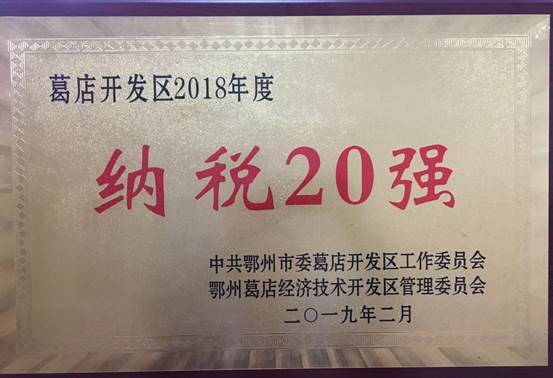 葛店开发区2018年度
纳税20强
中共鄂州市委葛店开发区工作委员会
鄂州葛店经济技术开发区管理委员会
二〇一九年二月